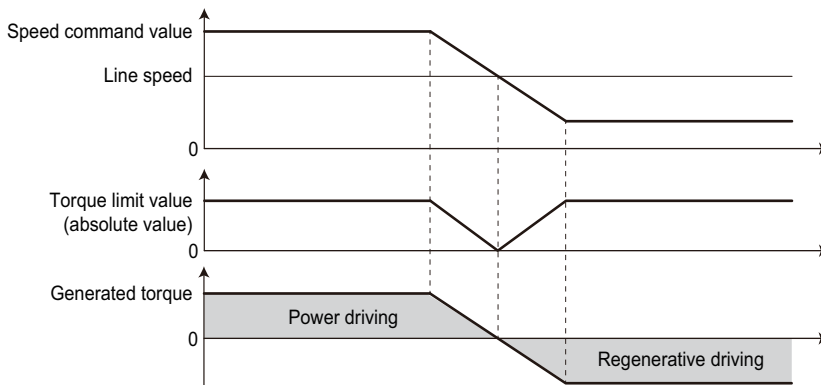 Speed command value
Line speed
0
Torque limit value
(absolute value)
0
Generated torque
Power driving
0
Regenerative driving